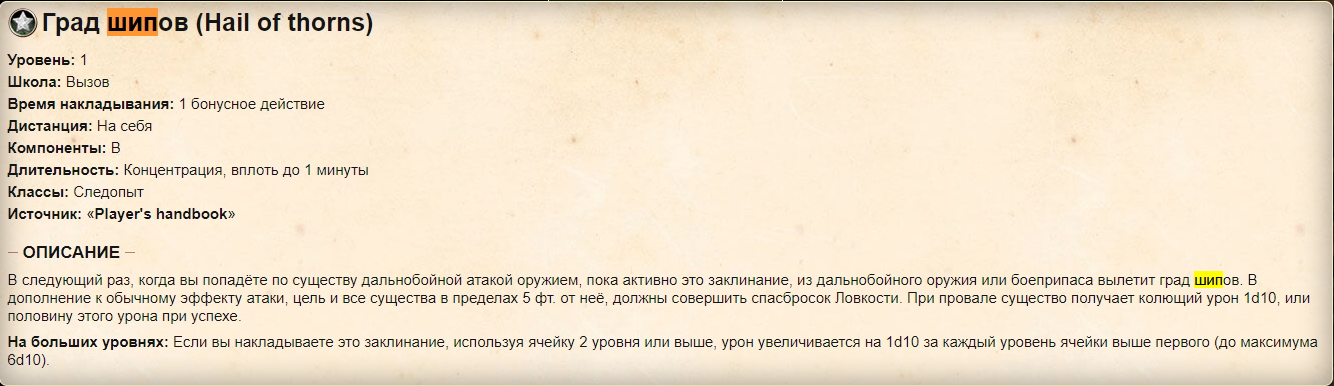 Град шипов (Hail of thorns)
Уровень: 1
Школа: Вызов
Время накладывания: 1 бонусное действие
Дистанция: На себя
Компоненты: В
Длительность: Концентрация, вплоть до 1 минуты
Классы: Следопыт
Источник: «Player's handbook»
– ОПИСАНИЕ –
В следующий раз, когда вы попадёте по существу дальнобойной атакой оружием, пока активно это заклинание, из дальнобойного оружия или боеприпаса вылетит град шипов. В
дополнение к обычному эффекту атаки, цель и все существа в пределах 5 фт. от неё, должны совершить спасбросок Ловкости. При провале существо получает колющий урон 1d10, или
половину этого урона при успехе.
На больших уровнях: Если вы накладываете это заклинание, используя ячейку 2 уровня или выше, урон увеличивается на 1d10 за каждый уровень ячейки выше первого (до максимума
6d10).